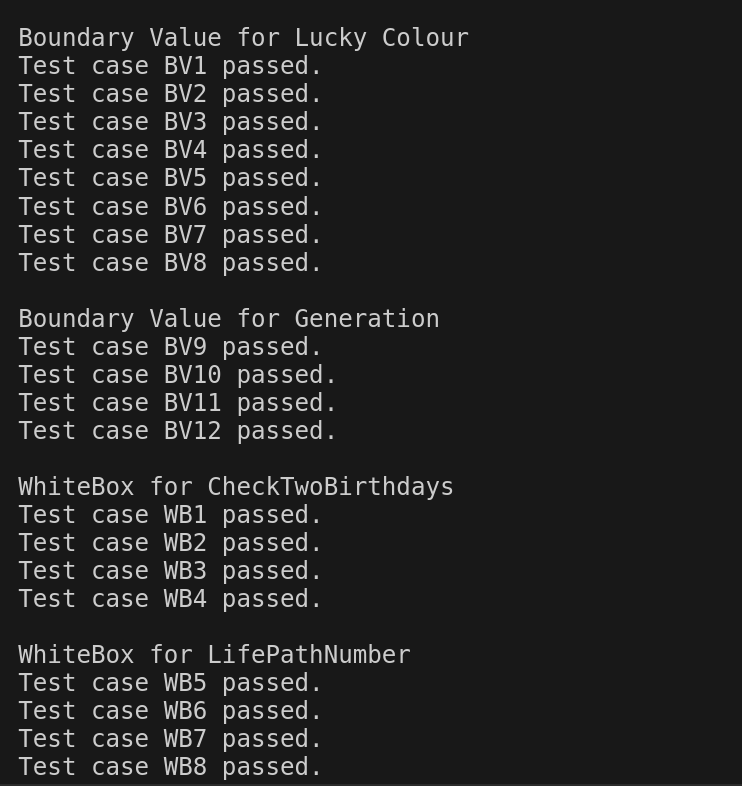 Boundary Value for Lucky Colour
Test case BV1 passed.
Test case BV2 passed.
Test case BV3 passed.
Test case BV4 passed.
Test case BV5 passed.
Test case BV6 passed.
Test case BV7 passed.
Test case BV8 passed.

Boundary Value for Generation
Test case BV9 passed.
Test case BV10 passed.
Test case BV11 passed.
Test case BV12 passed.

WhiteBox for CheckTwoBirthdays
Test case WB1 passed.
Test case WB2 passed.
Test case WB3 passed.
Test case WB4 passed.

WhiteBox for LifePathNumber
Test case WB5 passed.
Test case WB6 passed.
Test case WB7 passed.
Test case WB8 passed.